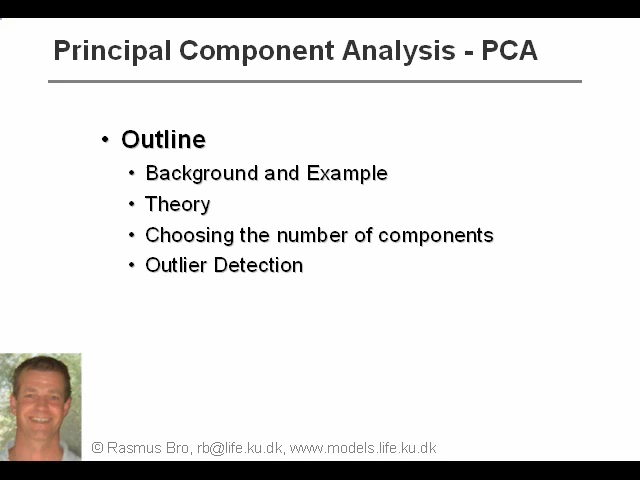 Principal Component Analysis - PCA
• Outline
• Background and Example
• Theory
• Choosing the number of components
• Outlier Detection
© Rasmus Bro, rb@life.ku.dk, www.models.life.ku.dk